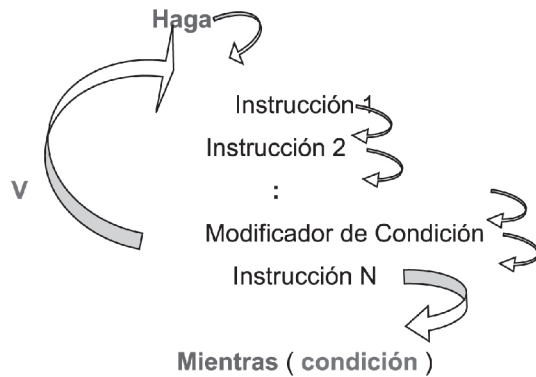 Haga
Instrucción 1
Instrucción 2
:
V
Modificador de Condición
Instrucción N
Mientras ( condición )